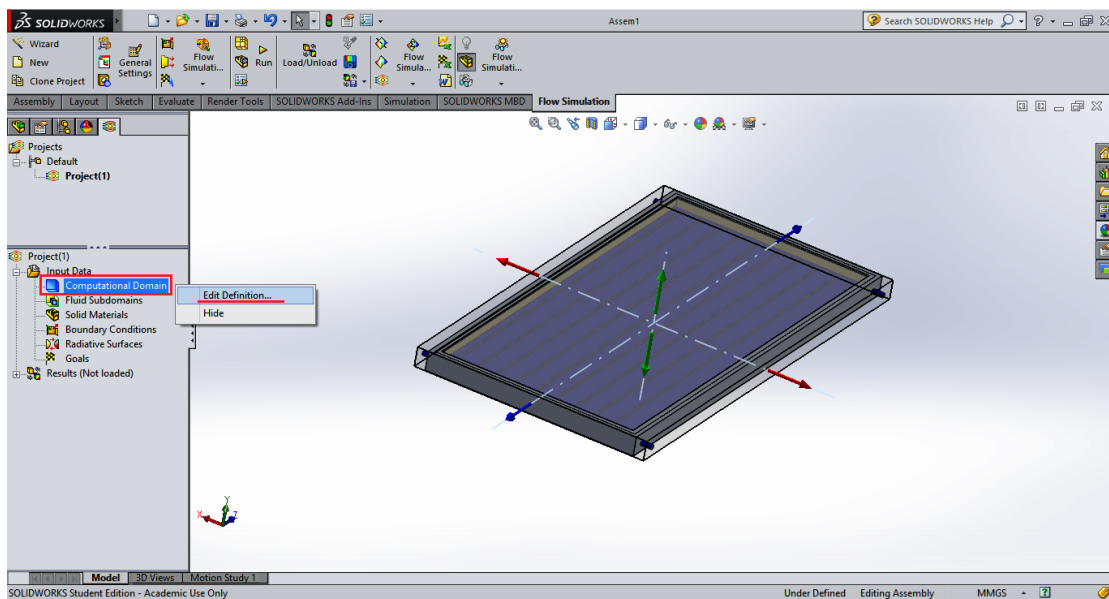 SOLIDWORKS
Assem1
Search SOLIDWORKS Help
Wizard
New
Clone Project
General Settings
Flow Simulati...
Run
Load/Unload
Flow Simula...
Flow Simulati...
Assembly Layout Sketch Evaluate Render Tools SOLIDWORKS Add-Ins Simulation SOLIDWORKS MBD Flow Simulation
Projects
Default
Project(1)
Project(1)
Input Data
Computational Domain
Edit Definition...
Fluid Subdomains
Solid Materials
Hide
Boundary Conditions
Radiative Surfaces
Goals
Results (Not loaded)
Y
X
Z
Model 3D Views Motion Study 1
SOLIDWORKS Student Edition - Academic Use Only
Under Defined Editing Assembly MMGS